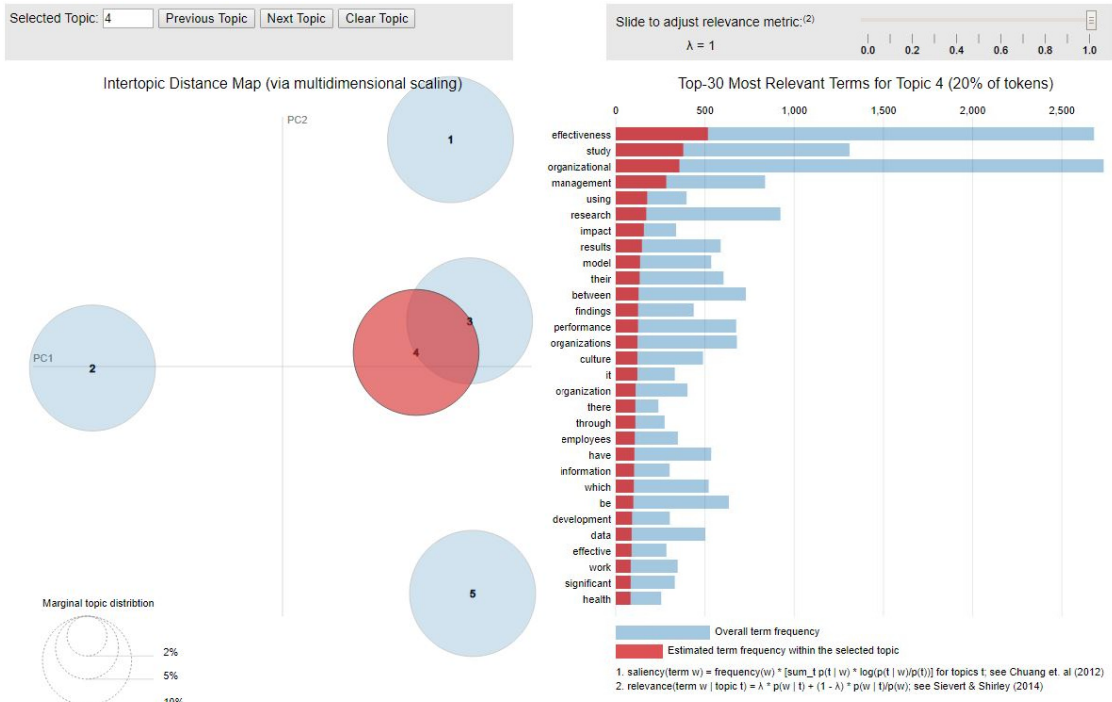 Selected Topic: 4 Previous Topic Next Topic Clear Topic
Slide to adjust relevance metric:(2)
λ = 1
0.0 0.2 0.4 0.6 0.8 1.0
Intertopic Distance Map (via multidimensional scaling)
PC2
PC1
1
2
3
4
5
Marginal topic distribtion
2%
5%
10%
Top-30 Most Relevant Terms for Topic 4 (20% of tokens)
0 500 1,000 1,500 2,000 2,500
effectiveness
study
organizational
management
using
research
impact
results
model
their
between
findings
performance
organizations
culture
it
organization
there
through
employees
have
information
which
be
development
data
effective
work
significant
health
Overall term frequency
Estimated term frequency within the selected topic
1. saliency(term w) = frequency(w) * [sum_t p(t | w) * log(p(t | w)/p(t))] for topics t; see Chuang et. al (2012)
2. relevance(term w | topic t) = λ * p(w | t) + (1 - λ) * p(w | t)/p(w); see Sievert & Shirley (2014)